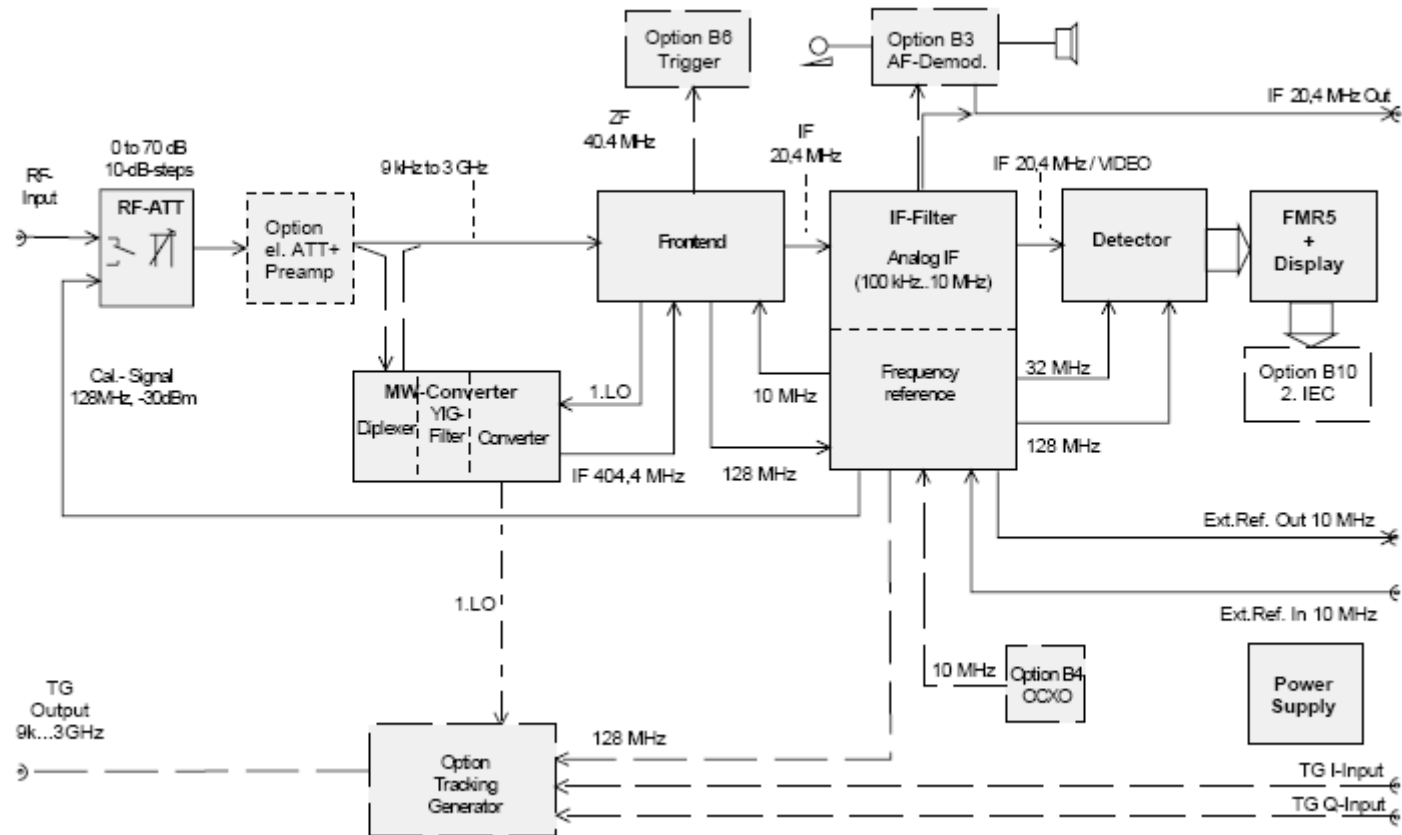 Option B6
Trigger
Option B3
AF-Demod.
IF 20,4 MHz Out
ZF
40.4 MHz
IF
20,4 MHz
0 to 70 dB
10-dB-steps
9 kHz to 3 GHz
IF 20,4 MHz / VIDEO
RF-
Input
RF-ATT
Option
el. ATT+
Preamp
Frontend
IF-Filter
Analog IF
(100 kHz..10 MHz)
Detector
FMR5
+
Display
Cal.- Signal
128MHz, -30dBm
MW-Converter
Diplexer
YIG-
Filter
Converter
1.LO
10 MHz
Frequency
reference
32 MHz
Option B10
2. IEC
IF 404,4 MHz
128 MHz
128 MHz
Ext.Ref. Out 10 MHz
1.LO
Ext.Ref. In 10 MHz
10 MHz
Option B4
OCXO
Power
Supply
TG
Output
9k...3GHz
128 MHz
Option
Tracking
Generator
TG I-Input
TG Q-Input